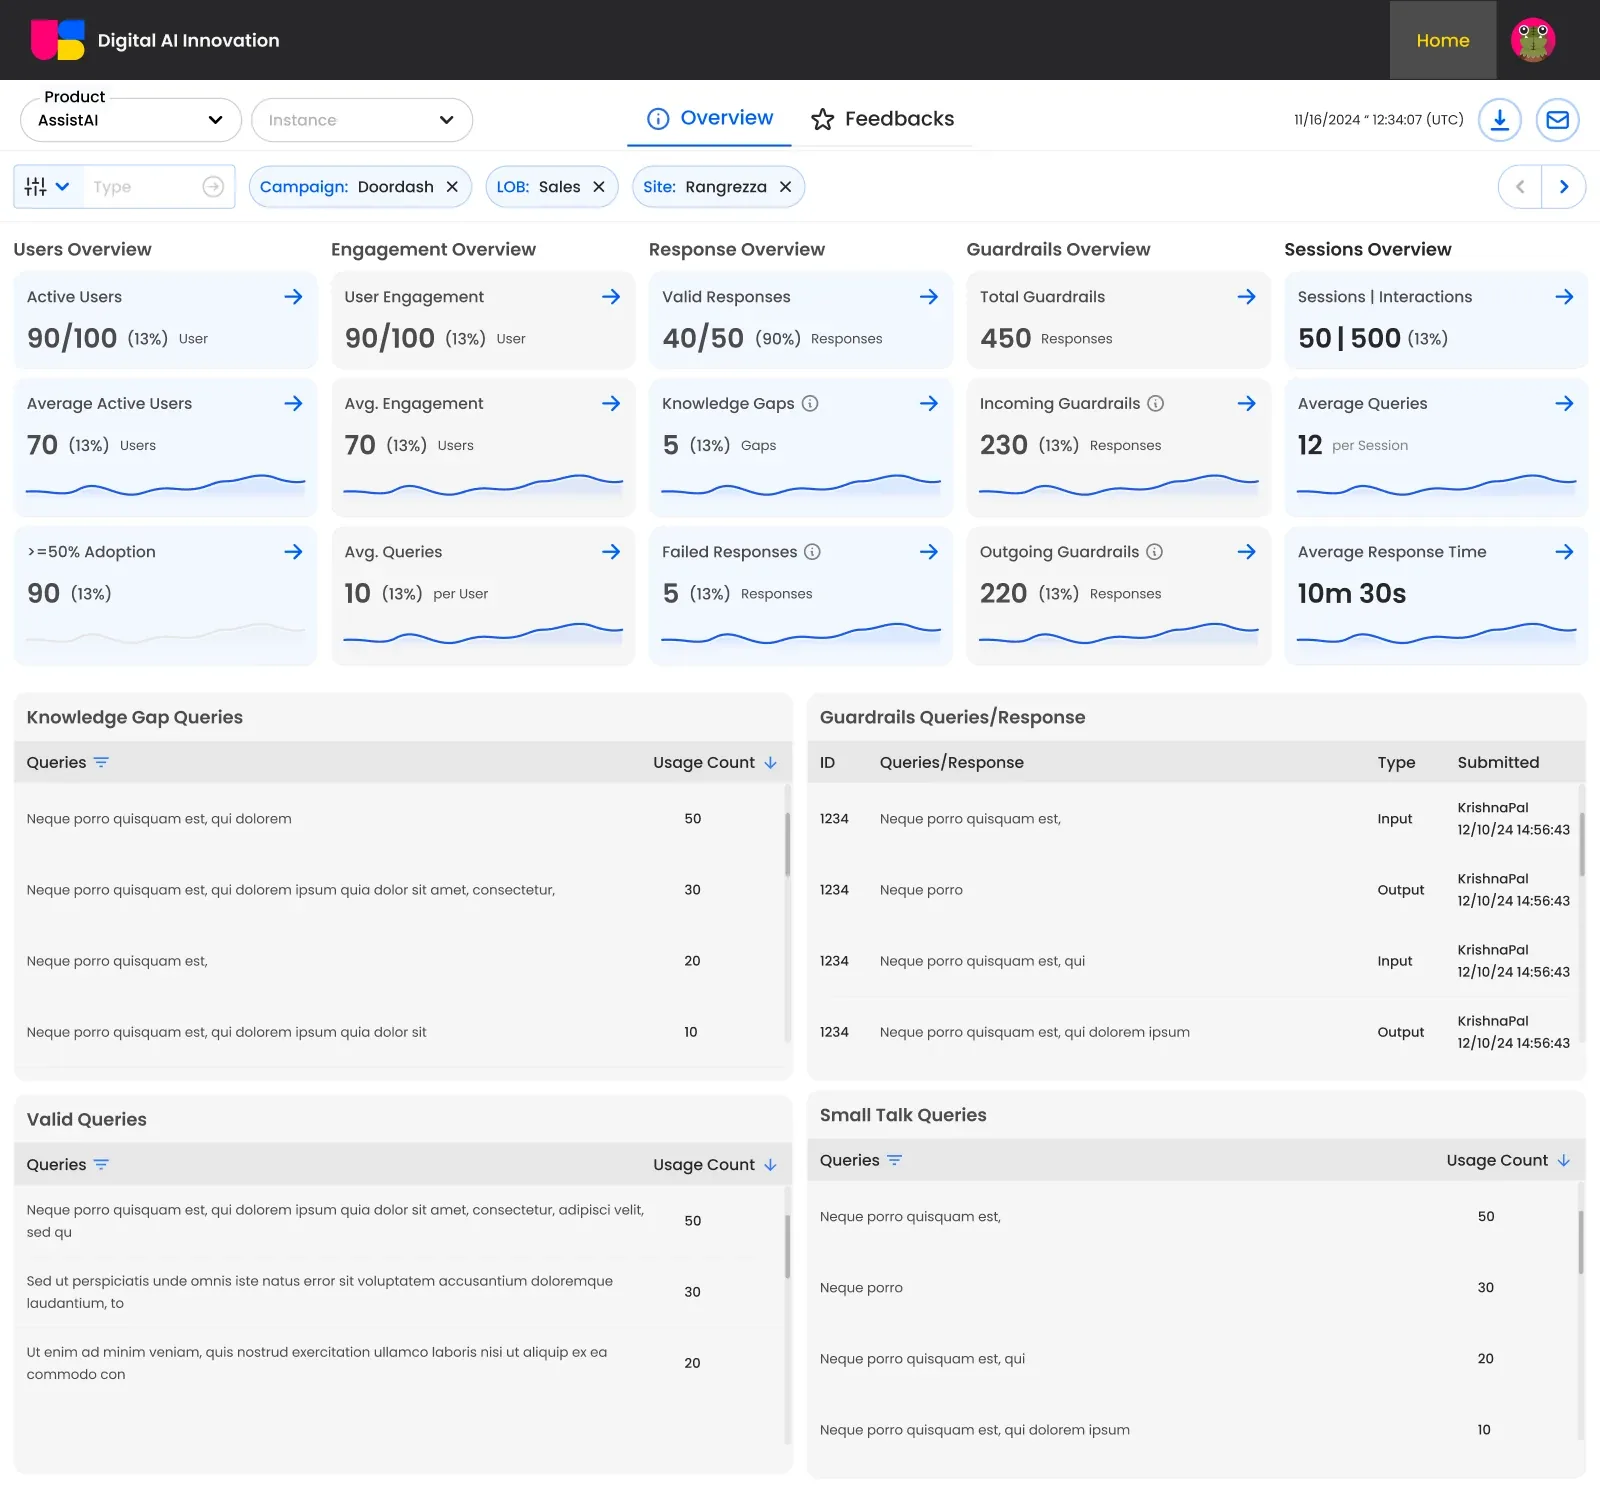 Digital AI Innovation
Home
Product
AssistAI
Instance
Overview
Feedbacks
11/16/2024 “ 12:34:07 (UTC)
Type
Campaign: Doordash
LOB: Sales
Site: Rangrezza
Users Overview
Active Users
90/100 (13%) User
Average Active Users
70 (13%) Users
>=50% Adoption
90 (13%)
Engagement Overview
User Engagement
90/100 (13%) User
Avg. Engagement
70 (13%) Users
Avg. Queries
10 (13%) per User
Response Overview
Valid Responses
40/50 (90%) Responses
Knowledge Gaps
5 (13%) Gaps
Failed Responses
5 (13%) Responses
Guardrails Overview
Total Guardrails
450 Responses
Incoming Guardrails
230 (13%) Responses
Outgoing Guardrails
220 (13%) Responses
Sessions Overview
Sessions | Interactions
50 | 500 (13%)
Average Queries
12 per Session
Average Response Time
10m 30s
Knowledge Gap Queries
Queries Usage Count
Neque porro quisquam est, qui dolorem 50
Neque porro quisquam est, qui dolorem ipsum quia dolor sit amet, consectetur, 30
Neque porro quisquam est, 20
Neque porro quisquam est, qui dolorem ipsum quia dolor sit 10
Guardrails Queries/Response
ID Queries/Response Type Submitted
1234 Neque porro quisquam est, Input KrishnaPal
12/10/24 14:56:43
1234 Neque porro Output KrishnaPal
12/10/24 14:56:43
1234 Neque porro quisquam est, qui Input KrishnaPal
12/10/24 14:56:43
1234 Neque porro quisquam est, qui dolorem ipsum Output KrishnaPal
12/10/24 14:56:43
Valid Queries
Queries Usage Count
Neque porro quisquam est, qui dolorem ipsum quia dolor sit amet, consectetur, adipisci velit,
sed qu 50
Sed ut perspiciatis unde omnis iste natus error sit voluptatem accusantium doloremque
laudantium, to 30
Ut enim ad minim veniam, quis nostrud exercitation ullamco laboris nisi ut aliquip ex ea
commodo con 20
Small Talk Queries
Queries Usage Count
Neque porro quisquam est, 50
Neque porro 30
Neque porro quisquam est, qui 20
Neque porro quisquam est, qui dolorem ipsum 10